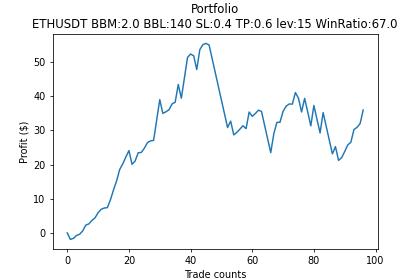 Portfolio
ETHUSDT BBM:2.0 BBL:140 SL:0.4 TP:0.6 lev:15 WinRatio:67.0
Profit ($)
50
40
30
20
10
0
0 20 40 60 80 100
Trade counts